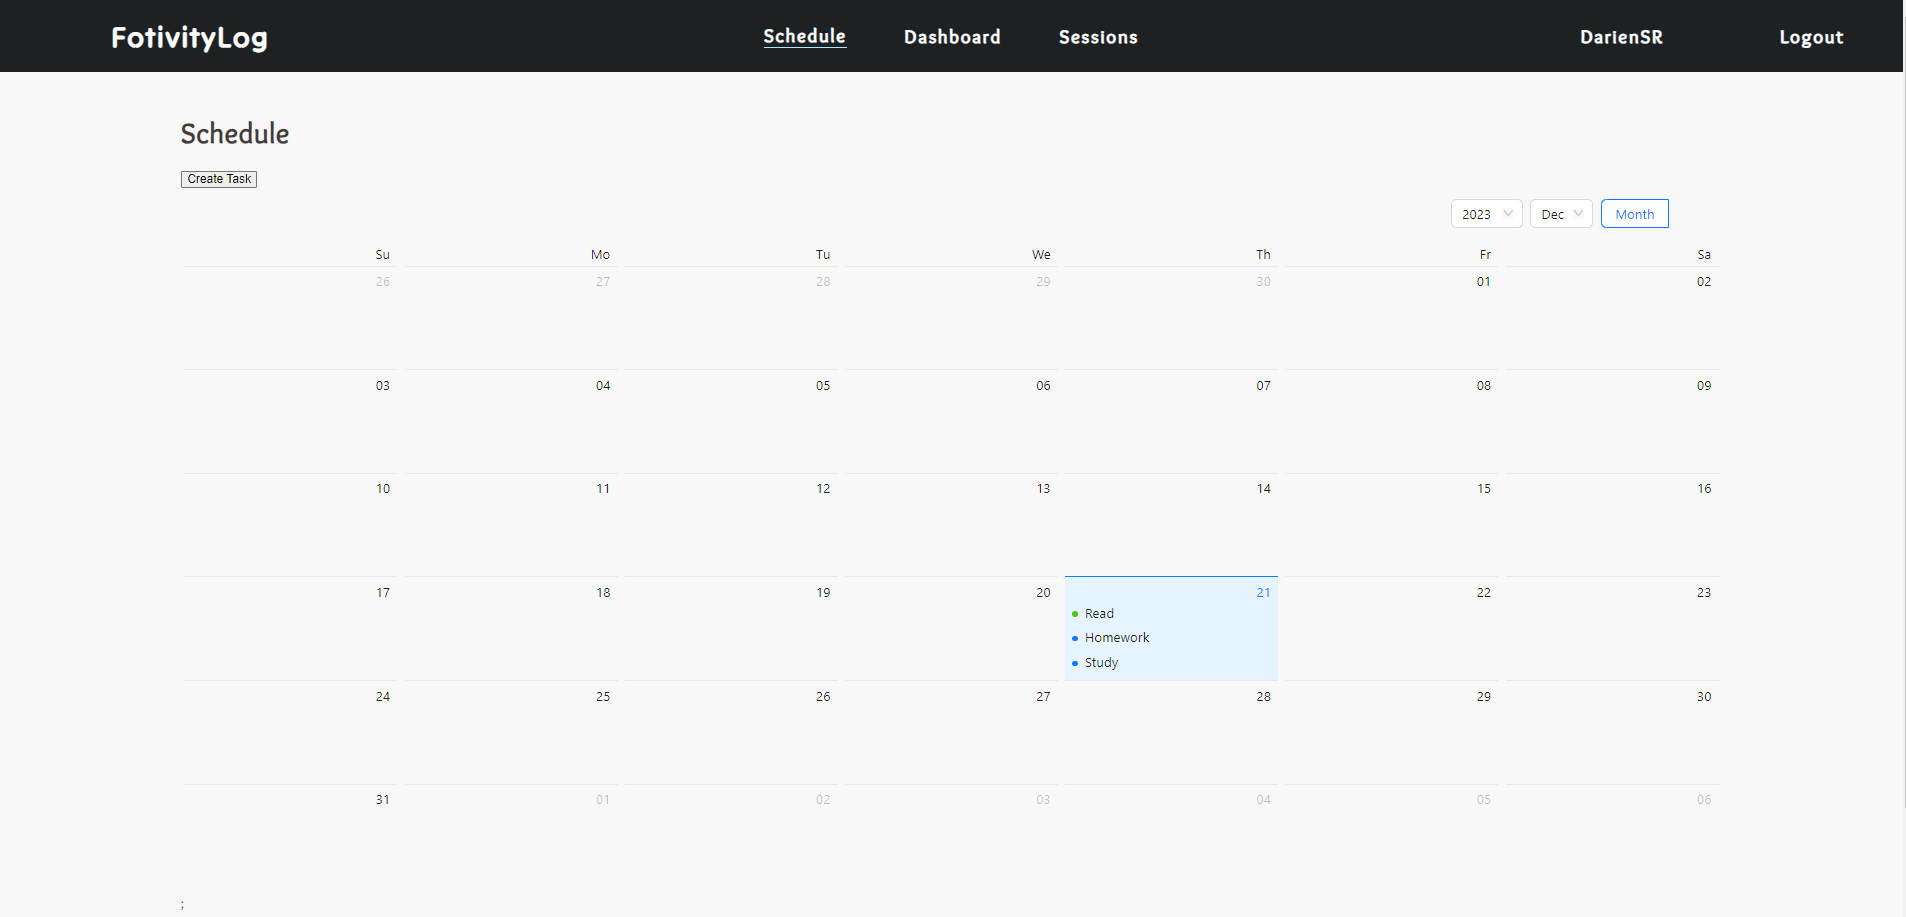 FotivityLog Schedule Dashboard Sessions DarienSR Logout
Schedule
Create Task
2023 Dec Month
Su Mo Tu We Th Fr Sa
26 27 28 29 30 01 02
03 04 05 06 07 08 09
10 11 12 13 14 15 16
17 18 19 20 21 22 23
Read
Homework
Study
24 25 26 27 28 29 30
31 01 02 03 04 05 06
;